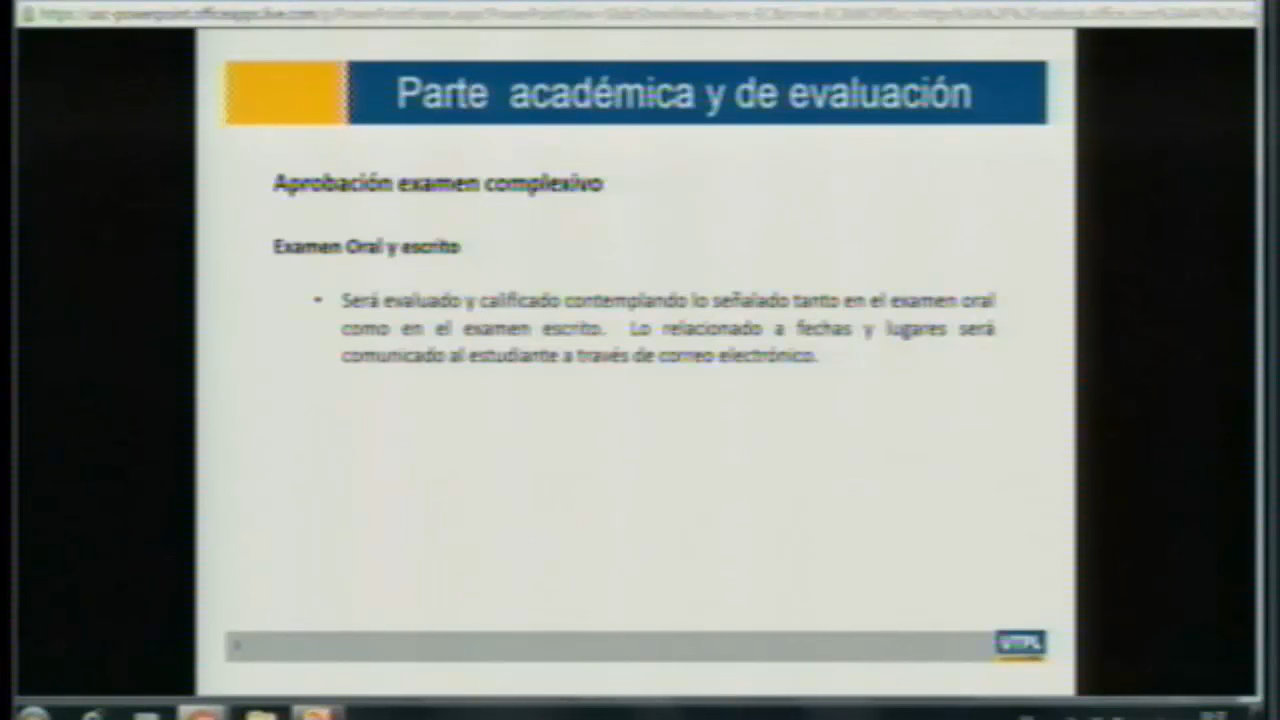 Parte académica y de evaluación
Aprobación examen complexivo
Examen Oral y escrito
• Será evaluado y calificado contemplando lo señalado tanto en el examen oral
como en el examen escrito. Lo relacionado a fechas y lugares será
comunicado al estudiante a través de correo electrónico.
UTPL